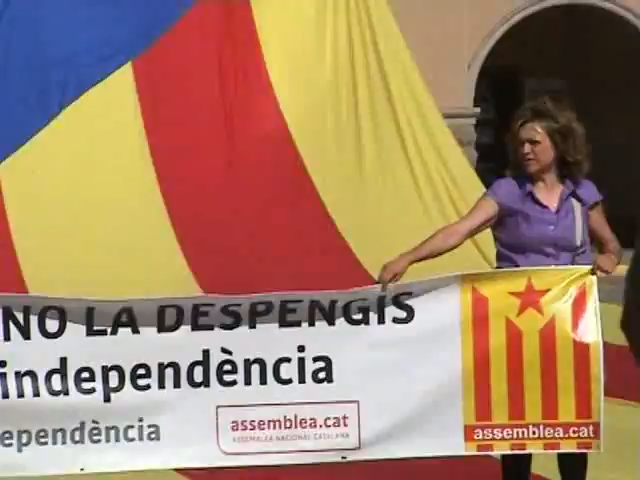 NO LA DESPENGIS
independència
ependència
assemblea.cat
ASSEMBLEA NACIONAL CATALANA
assemblea.cat